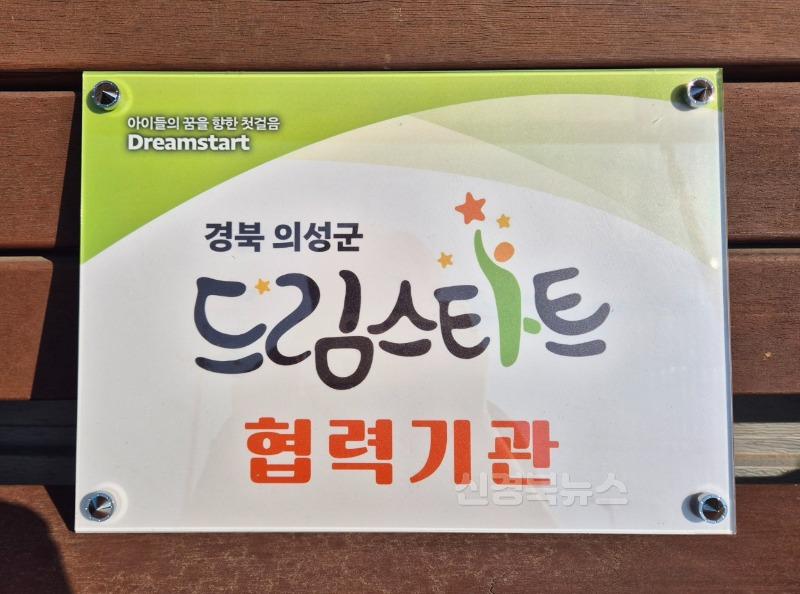 아이들의 꿈을 향한 첫걸음
Dreamstart
경북 의성군
드림스타트
협력기관
신경북뉴스